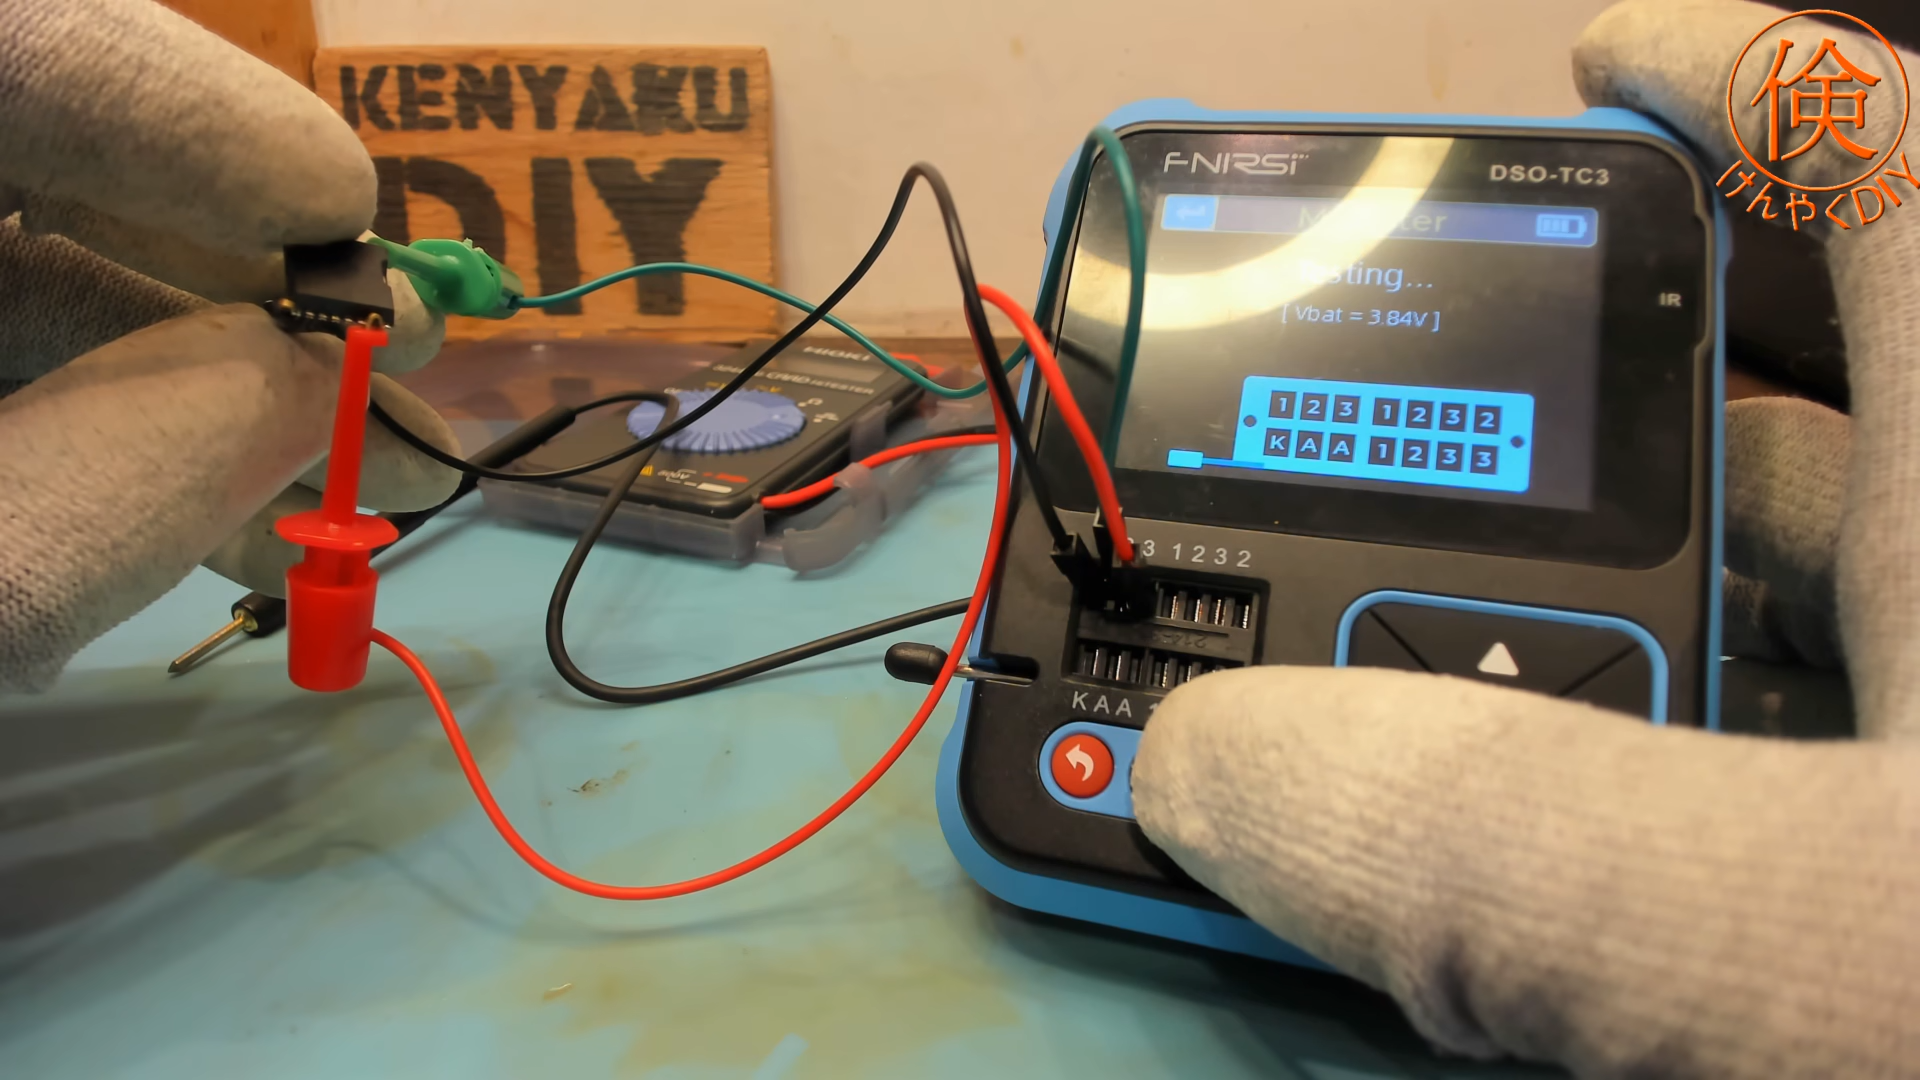 KENYAKU
DIY
FNIRSI
DSO-TC3
Vbat = 3.84V ]
1 2 3 1 2 3 2
K A A 1 2 3 3
IR
3 1 2 3 2
K A A
HIOKI
倹
けんやくDIY